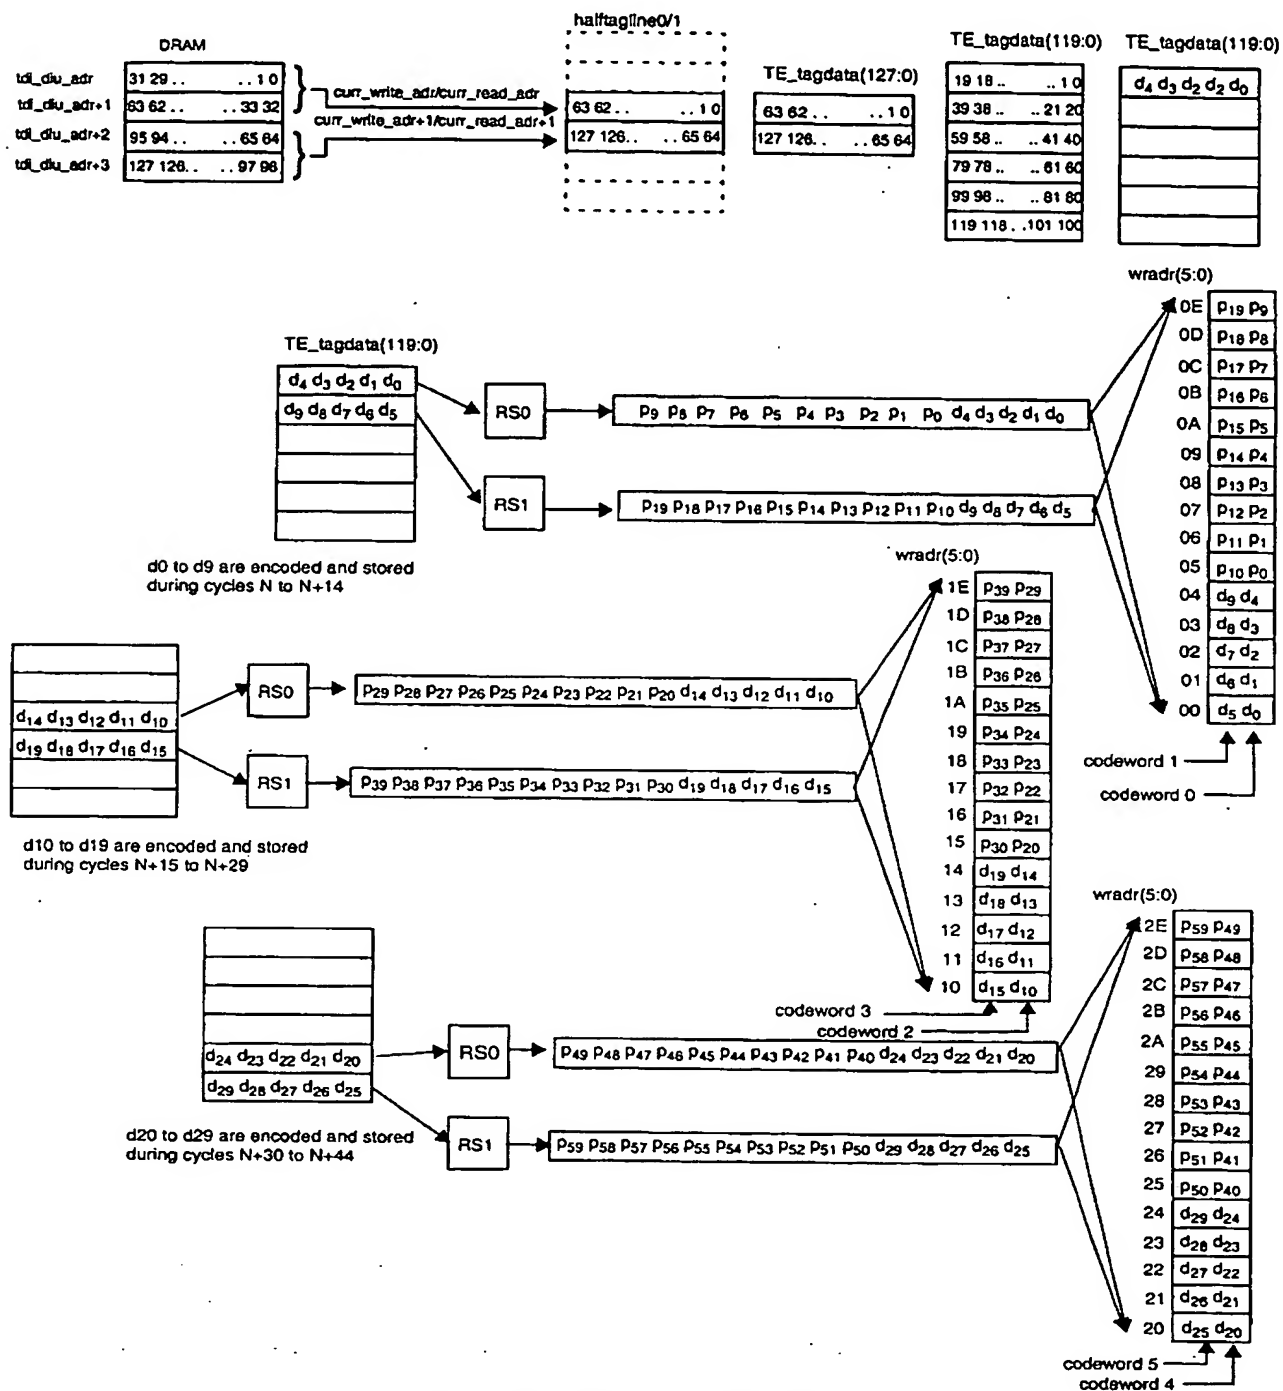 halftagline0/1
DRAM
TE_tagdata(119:0) TE_tagdata(119:0)
tdi_diu_adr 31 29 . . . . 1 0
TE_tagdata(127:0)
19 18 . . . . 1 0
d4 d3 d2 d2 d0
curr_write_adr/curr_read_adr
tdi_diu_adr+1 63 62 . . . . 33 32
63 62 . . . . 1 0
63 62 . . . . 1 0
39 38 . . . . 21 20
curr_write_adr+1/curr_read_adr+1
tdi_diu_adr+2 95 94 . . . . 65 64
127 126. . . . 65 64
127 126. . . . 65 64
59 58 . . . . 41 40
tdi_diu_adr+3 127 126. . . . 97 96
79 78 . . . . 61 60
99 98 . . . . 81 80
119 118 . . 101 100
wradr(5:0)
0E p19 p9
0D p18 p8
0C p17 p7
0B p16 p6
0A p15 p5
09 p14 p4
08 p13 p3
07 p12 p2
06 p11 p1
05 p10 p0
04 d9 d4
03 d8 d3
02 d7 d2
01 d6 d1
00 d5 d0
codeword 1
codeword 0
TE_tagdata(119:0)
d4 d3 d2 d1 d0
RS0
p9 p8 p7 p6 p5 p4 p3 p2 p1 p0 d4 d3 d2 d1 d0
d9 d8 d7 d6 d5
RS1
p19 p18 p17 p16 p15 p14 p13 p12 p11 p10 d9 d8 d7 d6 d5
d0 to d9 are encoded and stored
during cycles N to N+14
wradr(5:0)
1E p39 p29
1D p38 p28
1C p37 p27
1B p36 p26
1A p35 p25
19 p34 p24
18 p33 p23
17 p32 p22
16 p31 p21
15 p30 p20
14 d19 d14
13 d18 d13
12 d17 d12
11 d16 d11
10 d15 d10
codeword 3
codeword 2
RS0
p29 p28 p27 p26 p25 p24 p23 p22 p21 p20 d14 d13 d12 d11 d10
d14 d13 d12 d11 d10
d19 d18 d17 d16 d15
RS1
p39 p38 p37 p36 p35 p34 p33 p32 p31 p30 d19 d18 d17 d16 d15
d10 to d19 are encoded and stored
during cycles N+15 to N+29
wradr(5:0)
2E p59 p49
2D p58 p48
2C p57 p47
2B p56 p46
2A p55 p45
29 p54 p44
28 p53 p43
27 p52 p42
26 p51 p41
25 p50 p40
24 d29 d24
23 d28 d23
22 d27 d22
21 d26 d21
20 d25 d20
codeword 5
codeword 4
d24 d23 d22 d21 d20
RS0
p49 p48 p47 p46 p45 p44 p43 p42 p41 p40 d24 d23 d22 d21 d20
d29 d28 d27 d26 d25
RS1
p59 p58 p57 p56 p55 p54 p53 p52 p51 p50 d29 d28 d27 d26 d25
d20 to d29 are encoded and stored
during cycles N+30 to N+44